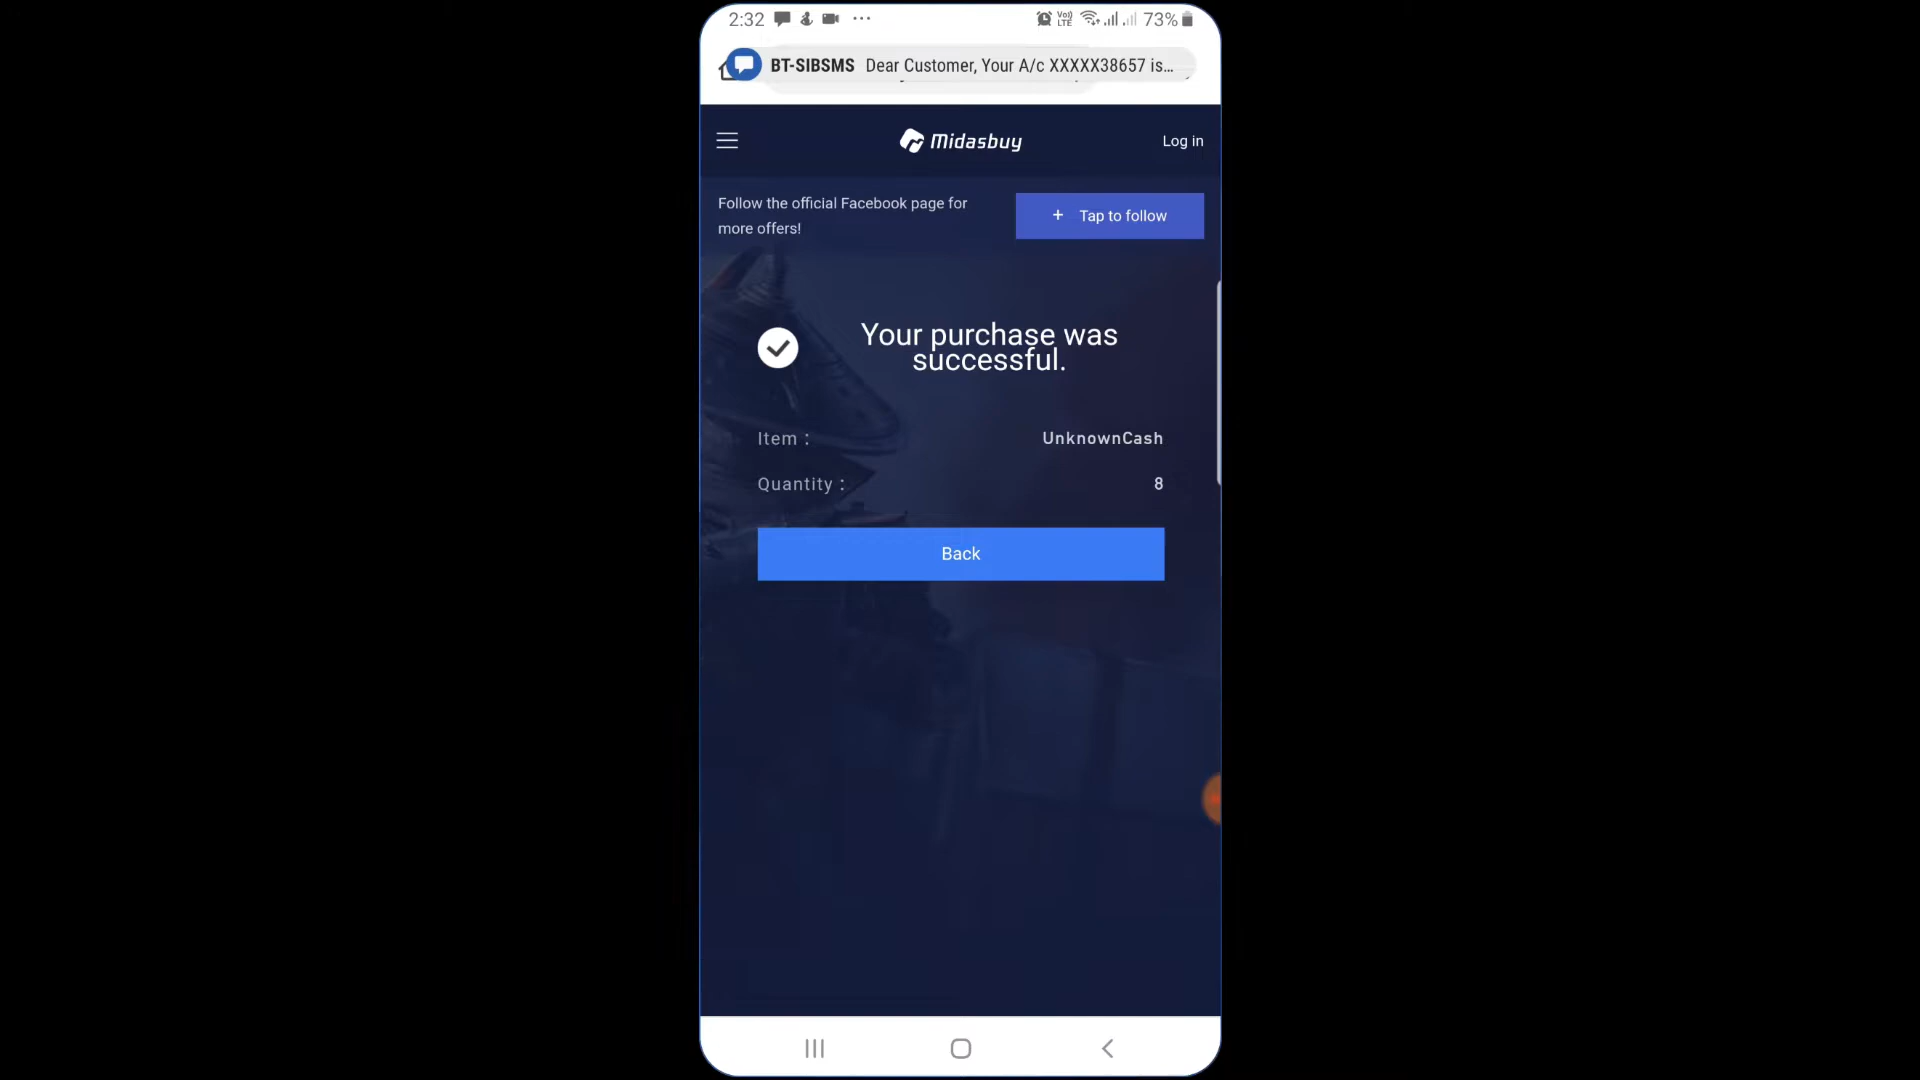 2:32 73%
BT-SIBSMS Dear Customer, Your A/c XXXXX38657 is...
Midasbuy
Log in
Follow the official Facebook page for
more offers!
+ Tap to follow
Your purchase was
successful.
Item : UnknownCash
Quantity : 8
Back